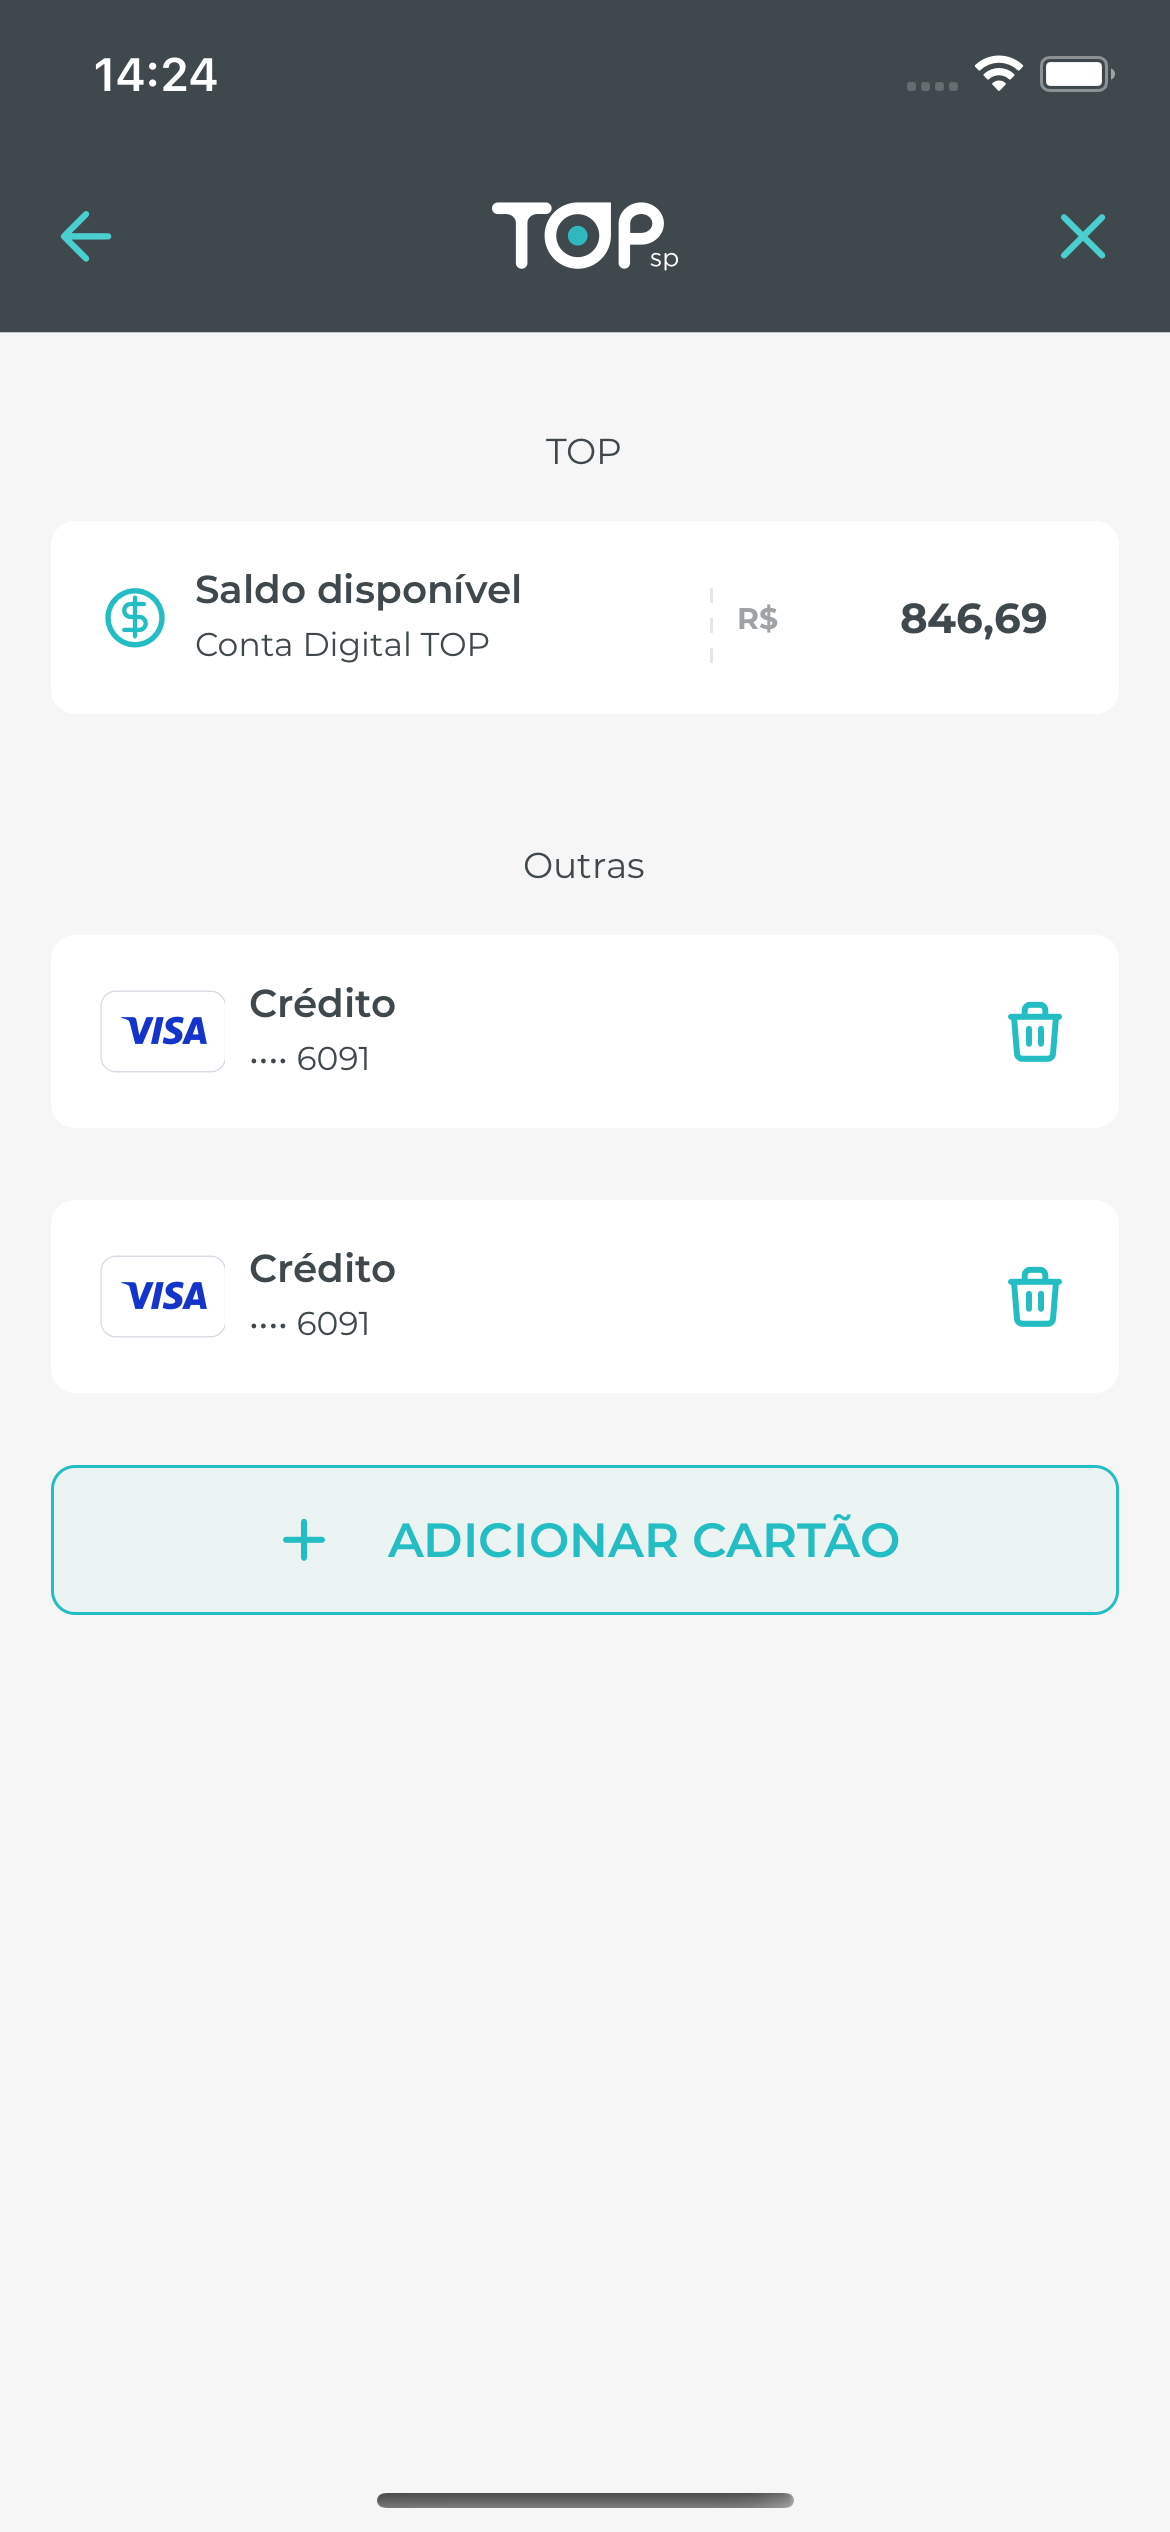 14:24
TOP sp
TOP
Saldo disponível
Conta Digital TOP
R$ 846,69
Outras
VISA
Crédito
•••• 6091
VISA
Crédito
•••• 6091
+ ADICIONAR CARTÃO